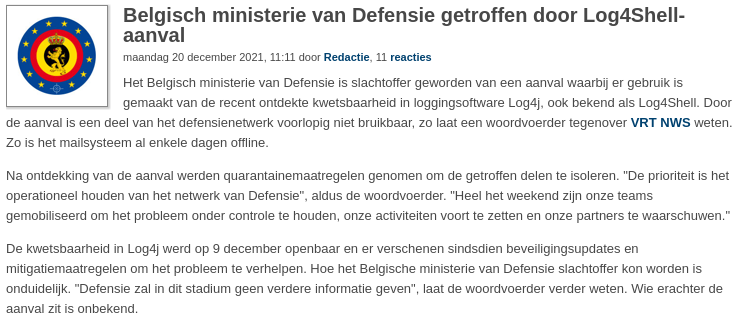 Belgisch ministerie van Defensie getroffen door Log4Shell-
aanval
maandag 20 december 2021, 11:11 door Redactie, 11 reacties
Het Belgisch ministerie van Defensie is slachtoffer geworden van een aanval waarbij er gebruik is
gemaakt van de recent ontdekte kwetsbaarheid in loggingsoftware Log4j, ook bekend als Log4Shell. Door
de aanval is een deel van het defensienetwerk voorlopig niet bruikbaar, zo laat een woordvoerder tegenover VRT NWS weten.
Zo is het mailsysteem al enkele dagen offline.
Na ontdekking van de aanval werden quarantainemaatregelen genomen om de getroffen delen te isoleren. "De prioriteit is het
operationeel houden van het netwerk van Defensie", aldus de woordvoerder. "Heel het weekend zijn onze teams
gemobiliseerd om het probleem onder controle te houden, onze activiteiten voort te zetten en onze partners te waarschuwen."
De kwetsbaarheid in Log4j werd op 9 december openbaar en er verschenen sindsdien beveiligingsupdates en
mitigatiemaatregelen om het probleem te verhelpen. Hoe het Belgische ministerie van Defensie slachtoffer kon worden is
onduidelijk. "Defensie zal in dit stadium geen verdere informatie geven", laat de woordvoerder verder weten. Wie erachter de
aanval zit is onbekend.